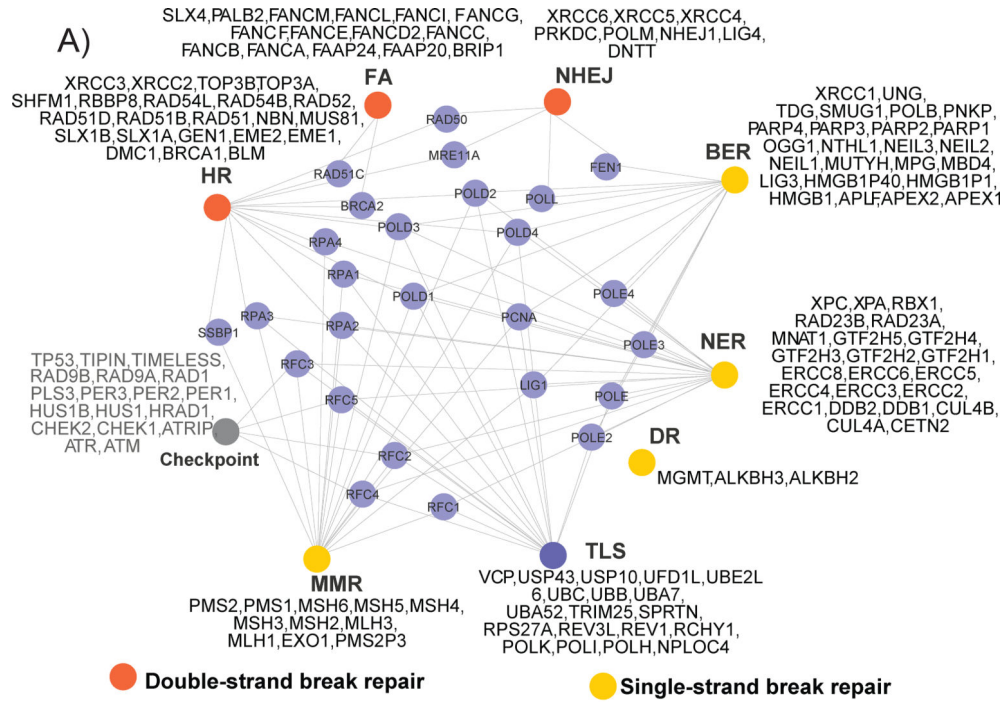 A)
SLX4,PALB2,FANCM,FANCL,FANCI, FANCG,
FANCF,FANCE,FANCD2,FANCC,
FANCB,FANCA,FAAP24,FAAP20,BRIP1
FA
XRCC6,XRCC5,XRCC4,
PRKDC,POLM,NHEJ1,LIG4,
DNTT
NHEJ
XRCC3,XRCC2,TOP3B,TOP3A,
SHFM1,RBBP8,RAD54L,RAD54B,RAD52,
RAD51D,RAD51B,RAD51,NBN,MUS81,
SLX1B,SLX1A,GEN1,EME2,EME1,
DMC1,BRCA1,BLM
HR
XRCC1,UNG,
TDG,SMUG1,POLB,PNKP,
PARP4,PARP3,PARP2,PARP1
OGG1,NTHL1,NEIL3,NEIL2,
NEIL1,MUTYH,MPG,MBD4,
LIG3,HMGB1P40,HMGB1P1,
HMGB1,APLF,APEX2,APEX1
BER
RAD50
MRE11A
FEN1
RAD51C
POLD2
POLL
BRCA2
POLD3
POLD4
RPA4
RPA1
POLD1
POLE4
RPA3
SSBP1
RPA2
PCNA
POLE3
RFC3
LIG1
POLE
RFC5
POLE2
RFC2
RFC4
RFC1
XPC,XPA,RBX1,
RAD23B,RAD23A,
MNAT1,GTF2H5,GTF2H4,
GTF2H3,GTF2H2,GTF2H1,
ERCC8,ERCC6,ERCC5,
ERCC4,ERCC3,ERCC2,
ERCC1,DDB2,DDB1,CUL4B,
CUL4A,CETN2
NER
TP53,TIPIN,TIMELESS,
RAD9B,RAD9A,RAD1
PLS3,PER3,PER2,PER1,
HUS1B,HUS1,HRAD1,
CHEK2,CHEK1,ATRIP,
ATR,ATM
Checkpoint
DR
MGMT,ALKBH3,ALKBH2
MMR
PMS2,PMS1,MSH6,MSH5,MSH4,
MSH3,MSH2,MLH3,
MLH1,EXO1,PMS2P3
TLS
VCP,USP43,USP10,UFD1L,UBE2L
6,UBC,UBB,UBA7,
UBA52,TRIM25,SPRTN,
RPS27A,REV3L,REV1,RCHY1,
POLK,POLI,POLH,NPLOC4
Double-strand break repair
Single-strand break repair